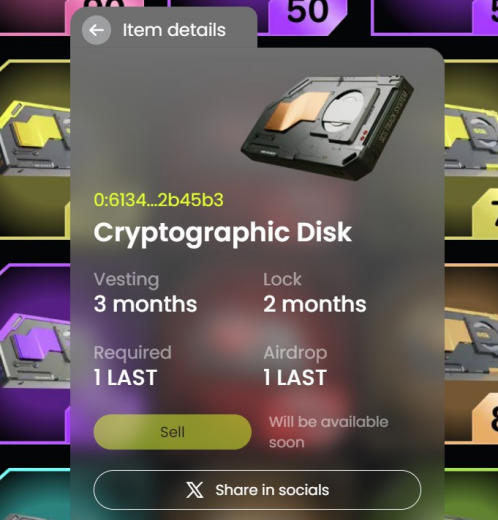 50
Item details
0:6134...2b45b3
Cryptographic Disk
Vesting
Lock
3 months
2 months
Required
Airdrop
1 LAST
1 LAST
Sell
Will be available
soon
Share in socials